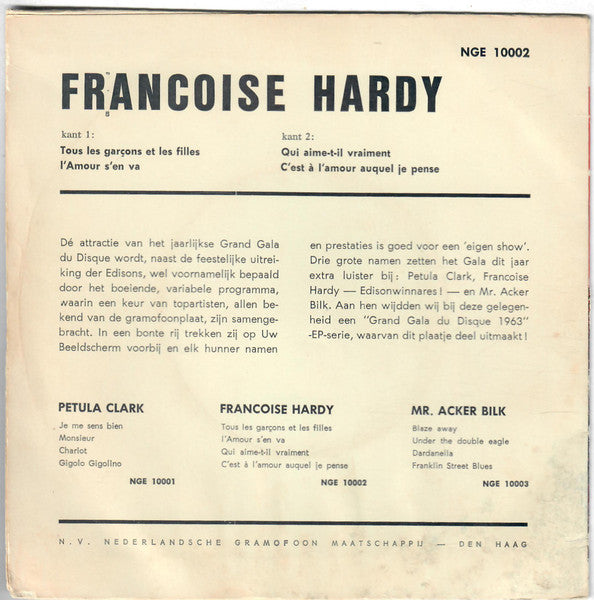 NGE 10002
FRANCOISE HARDY
kant 1:
Tous les garçons et les filles
l'Amour s'en va
kant 2:
Qui aime-t-il vraiment
C'est à l'amour auquel je pense
Dé attractie van het jaarlijkse Grand Gala
du Disque wordt, naast de feestelijke uitrei-
king der Edisons, wel voornamelijk bepaald
door het boeiende, variabele programma,
waarin een keur van topartisten, allen be-
kend van de gramofoonplaat, zijn samenge-
bracht. In een bonte rij trekken zij op Uw
Beeldscherm voorbij en elk hunner namen
en prestaties is goed voor een 'eigen show'.
Drie grote namen zetten het Gala dit jaar
extra luister bij: Petula Clark, Francoise
Hardy — Edisonwinnares! — en Mr. Acker
Bilk. Aan hen wijdden wij bij deze gelegen-
heid een "Grand Gala du Disque 1963"
-EP-serie, waarvan dit plaatje deel uitmaakt!
PETULA CLARK
Je me sens bien
Monsieur
Charlot
Gigolo Gigolino
NGE 10001
FRANCOISE HARDY
Tous les garçons et les filles
l'Amour s'en va
Qui aime-t-il vraiment
C'est à l'amour auquel je pense
NGE 10002
MR. ACKER BILK
Blaze away
Under the double eagle
Dardanella
Franklin Street Blues
NGE 10003
N.V. NEDERLANDSCHE GRAMOFOON MAATSCHAPPIJ — DEN HAAG